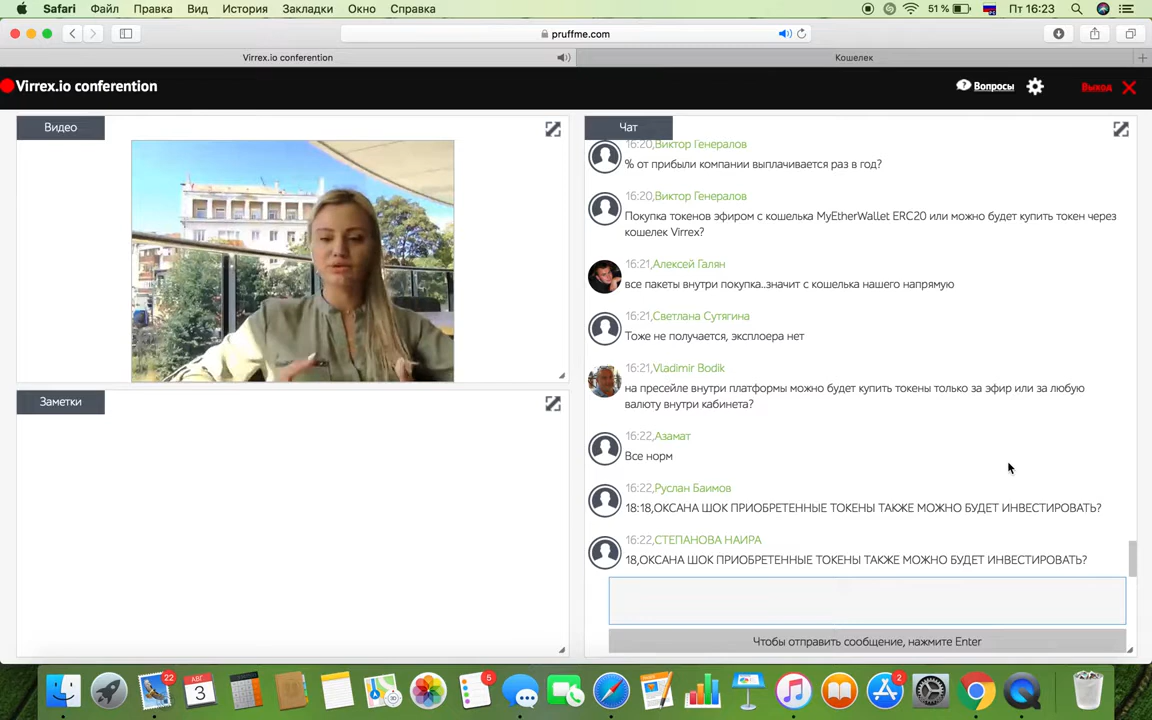 Safari Файл Правка Вид История Закладки Окно Справка 51 % Пт 16:23
pruffme.com
Virrex.io conferention Кошелек
Virrex.io conferention Вопросы Выход
Видео
Чат
16:20,Виктор Генералов
% от прибыли компании выплачивается раз в год?
16:20,Виктор Генералов
Покупка токенов эфиром с кошелька MyEtherWallet ERC20 или можно будет купить токен через
кошелек Virrex?
16:21,Алексей Галян
все пакеты внутри покупка..значит с кошелька нашего напрямую
16:21,Светлана Сутягина
Тоже не получается, эксплоера нет
16:21,Vladimir Bodik
на пресейле внутри платформы можно будет купить токены только за эфир или за любую
валюту внутри кабинета?
16:22,Азамат
Все норм
16:22,Руслан Баимов
18:18,ОКСАНА ШОК ПРИОБРЕТЕННЫЕ ТОКЕНЫ ТАКЖЕ МОЖНО БУДЕТ ИНВЕСТИРОВАТЬ?
16:22,СТЕПАНОВА НАИРА
18,ОКСАНА ШОК ПРИОБРЕТЕННЫЕ ТОКЕНЫ ТАКЖЕ МОЖНО БУДЕТ ИНВЕСТИРОВАТЬ?
Чтобы отправить сообщение, нажмите Enter
Заметки
22
АВГ
3
5
2